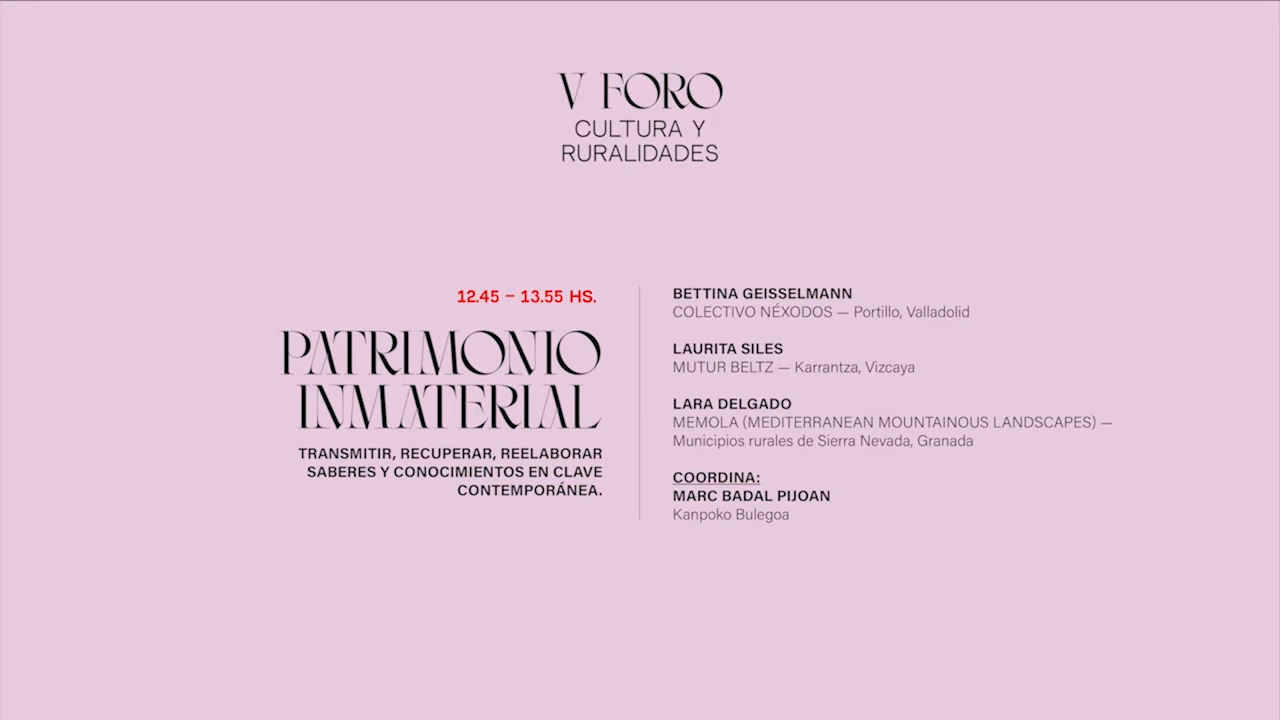 V FORO
CULTURA Y
RURALIDADES
12.45 – 13.55 HS.
PATRIMONIO
INMATERIAL
TRANSMITIR, RECUPERAR, REELABORAR
SABERES Y CONOCIMIENTOS EN CLAVE
CONTEMPORÁNEA.
BETTINA GEISSELMANN
COLECTIVO NÉXODOS — Portillo, Valladolid
LAURITA SILES
MUTUR BELTZ — Karrantza, Vizcaya
LARA DELGADO
MEMOLA (MEDITERRANEAN MOUNTAINOUS LANDSCAPES) —
Municipios rurales de Sierra Nevada, Granada
COORDINA:
MARC BADAL PIJOAN
Kanpoko Bulegoa